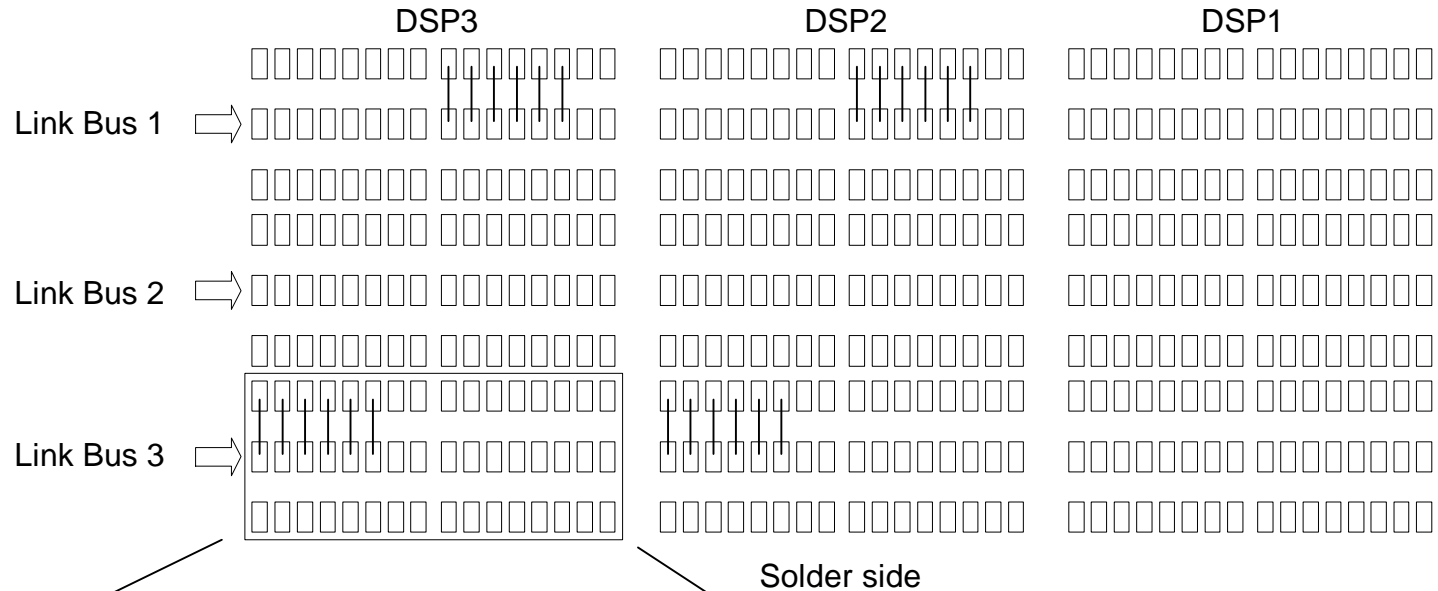 DSP3 DSP2 DSP1
Link Bus 1
Link Bus 2
Link Bus 3
Solder side